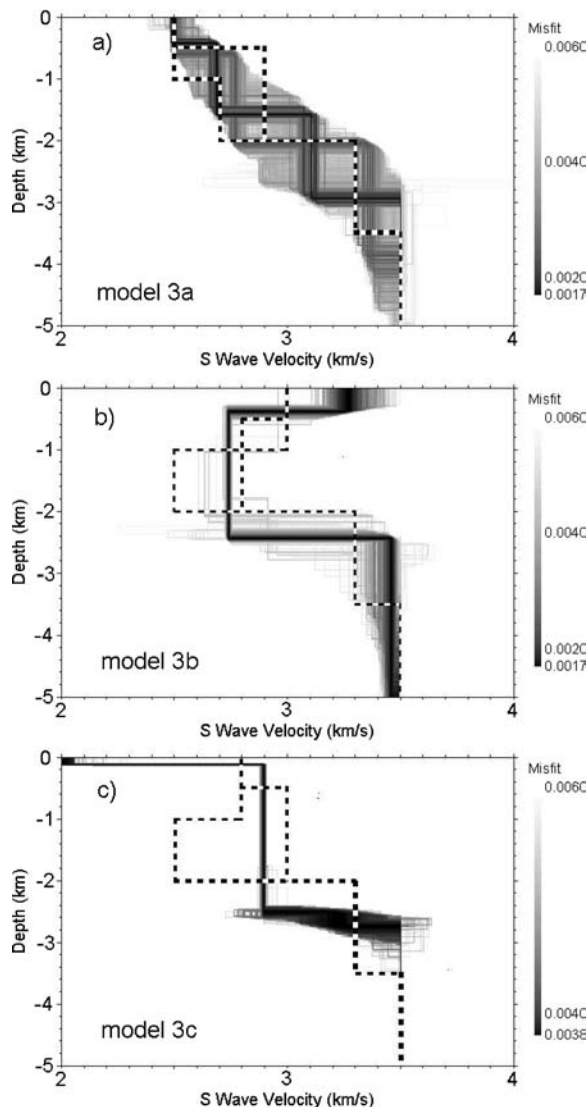 Misfit
0
0.0060
a)
-1
-2
0.0040
Depth (km)
-3
-4
0.0020
model 3a
0.0017
-5
2
3
4
S Wave Velocity (km/s)
Misfit
0
0.0060
b)
-1
-2
0.0040
Depth (km)
-3
-4
0.0020
model 3b
0.0017
-5
2
3
4
S Wave Velocity (km/s)
Misfit
0
0.0060
c)
-1
-2
Depth (km)
-3
-4
0.0040
model 3c
0.0038
-5
2
3
4
S Wave Velocity (km/s)